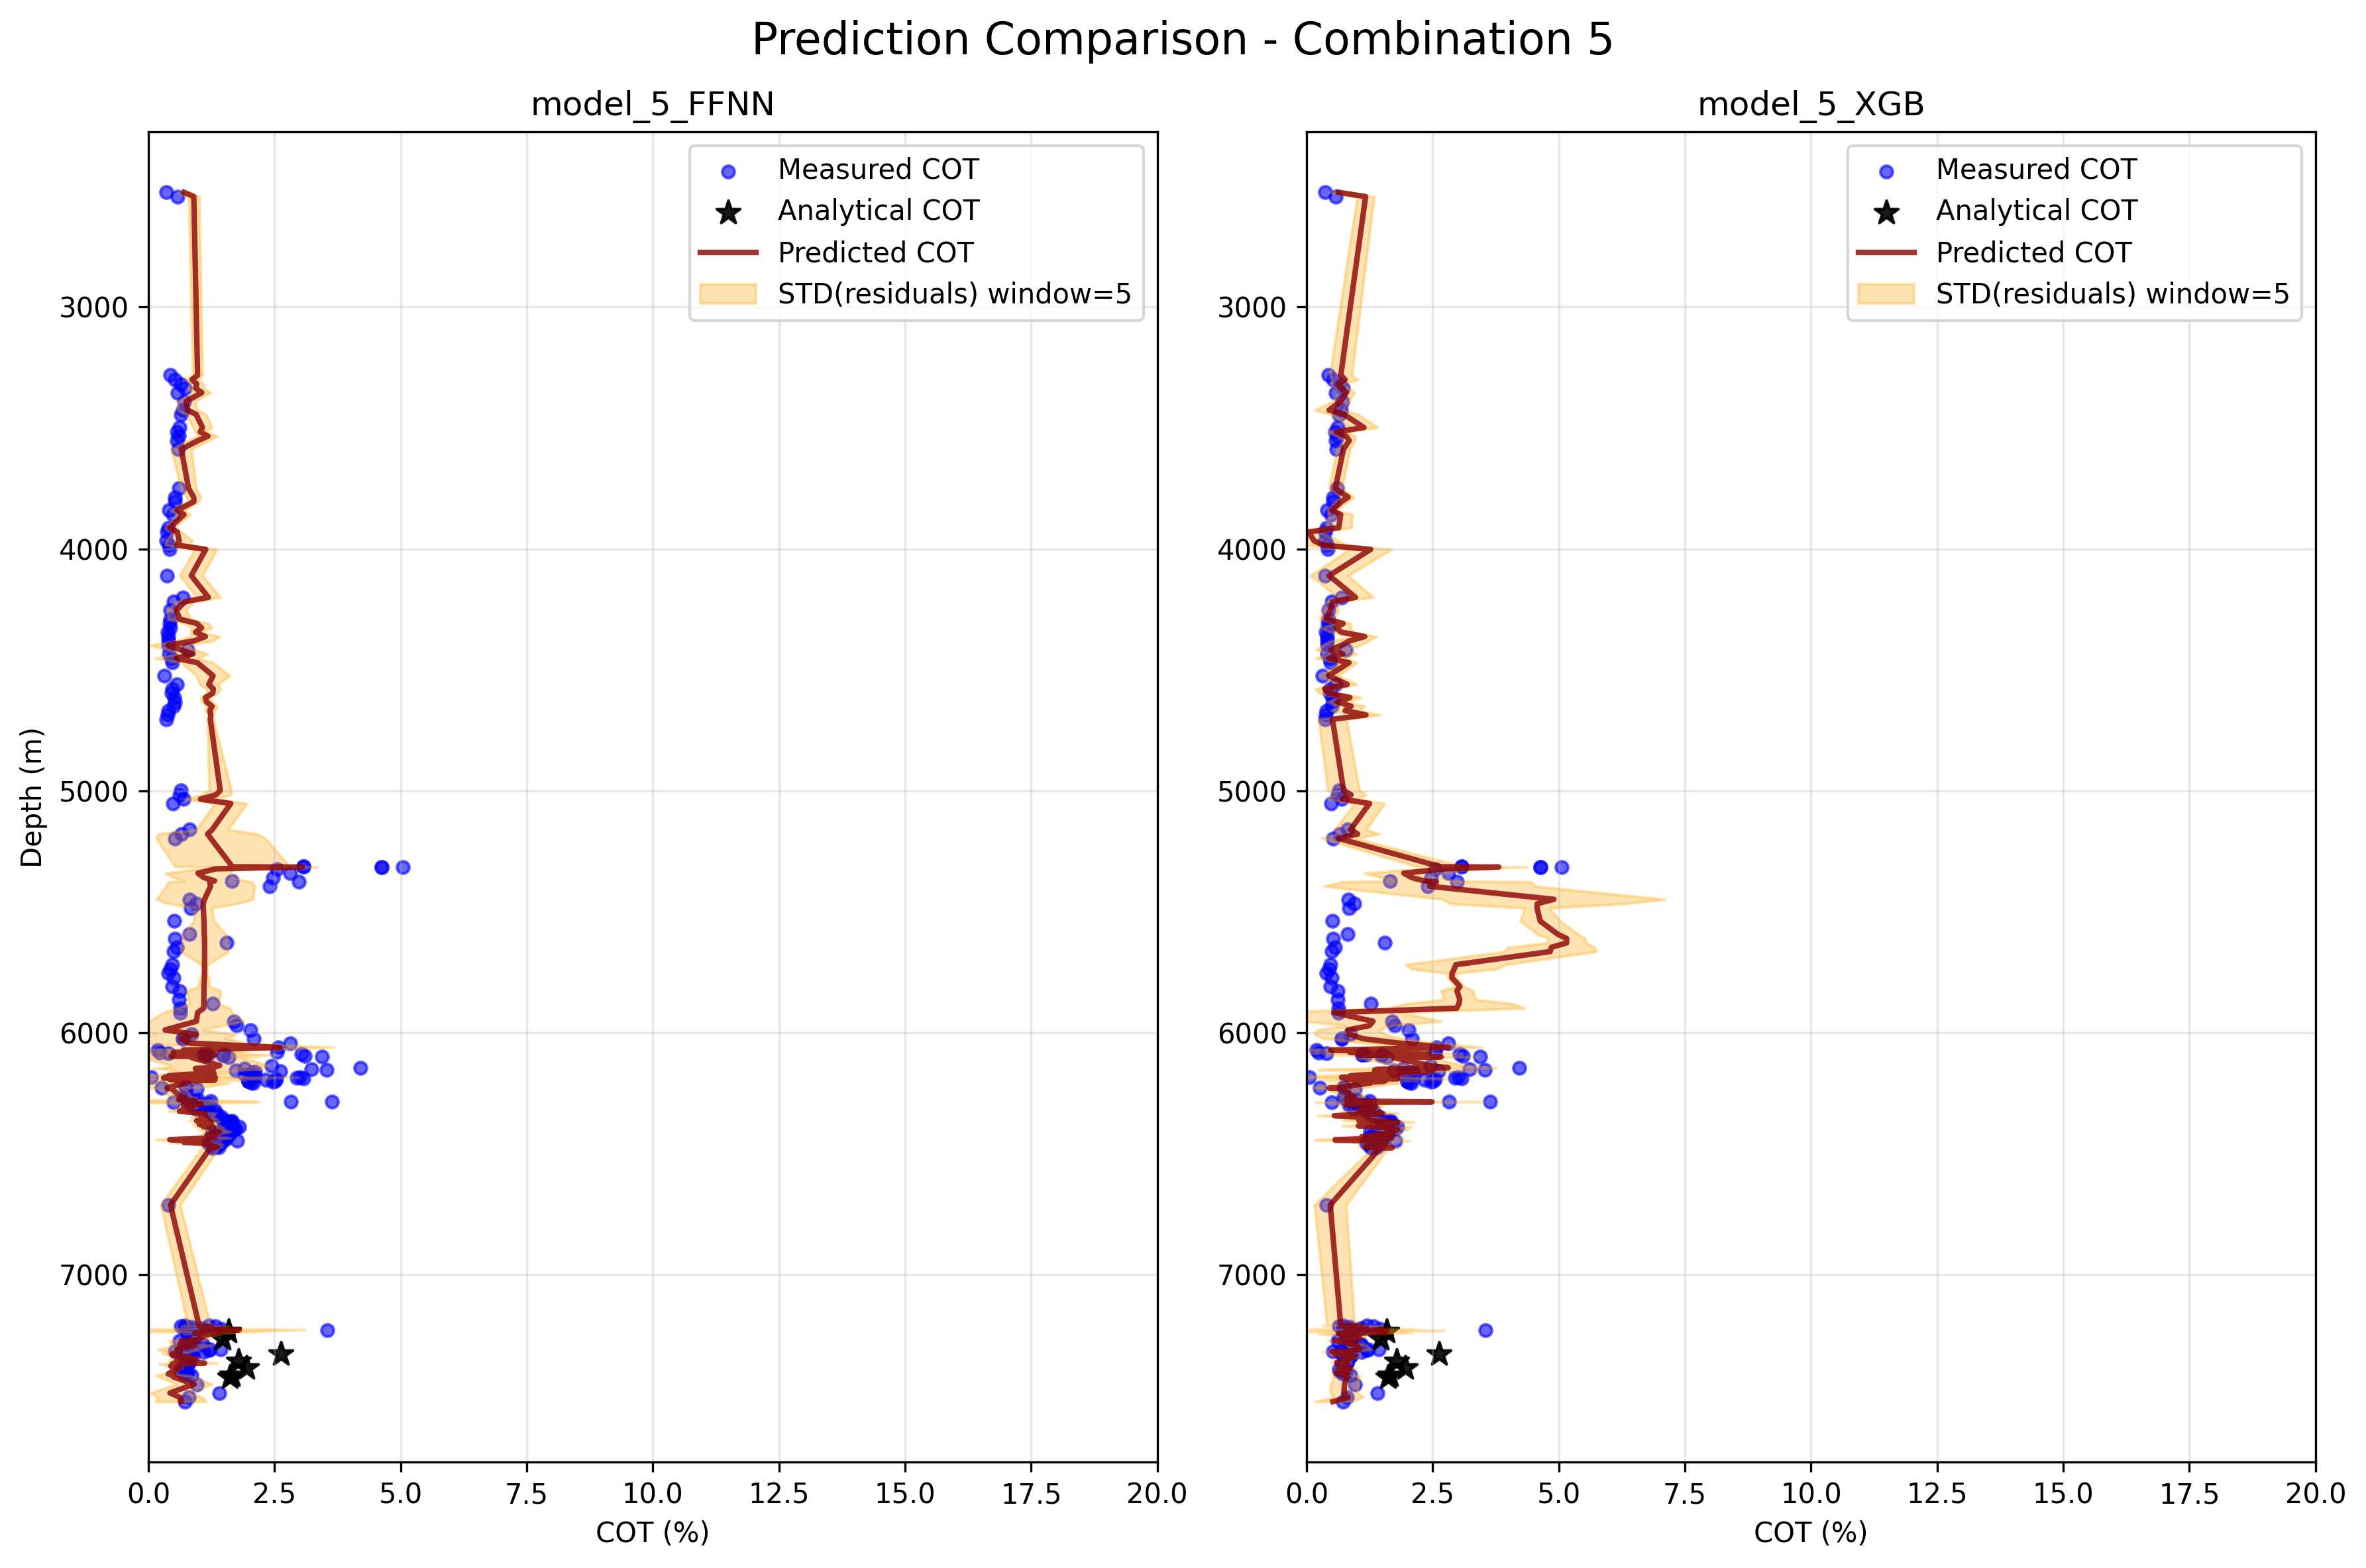 Prediction Comparison - Combination 5
model_5_FFNN
Measured COT
Analytical COT
Predicted COT
STD(residuals) window=5
3000
4000
5000
6000
7000
Depth (m)
0.0 2.5 5.0 7.5 10.0 12.5 15.0 17.5 20.0
COT (%)
model_5_XGB
Measured COT
Analytical COT
Predicted COT
STD(residuals) window=5
3000
4000
5000
6000
7000
0.0 2.5 5.0 7.5 10.0 12.5 15.0 17.5 20.0
COT (%)